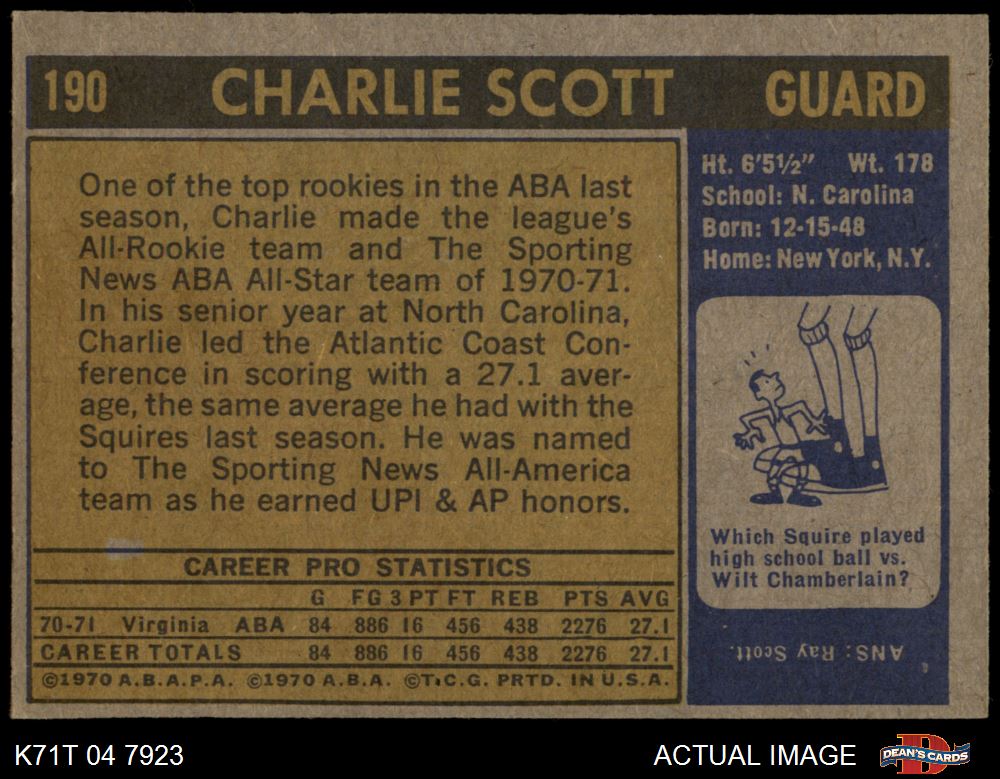 190 CHARLIE SCOTT GUARD
One of the top rookies in the ABA last
season, Charlie made the league's
All-Rookie team and The Sporting
News ABA All-Star team of 1970-71.
In his senior year at North Carolina,
Charlie led the Atlantic Coast Con-
ference in scoring with a 27.1 aver-
age, the same average he had with the
Squires last season. He was named
to The Sporting News All-America
team as he earned UPI & AP honors.
CAREER PRO STATISTICS
G FG 3PT FT REB PTS AVG
70-71 Virginia ABA 84 886 16 456 438 2276 27.1
CAREER TOTALS 84 886 16 456 438 2276 27.1
©1970 A.B.A.P.A. ©1970 A.B.A. ©T.C.G. PRTD. IN U.S.A.
Ht. 6'5½" Wt. 178
School: N. Carolina
Born: 12-15-48
Home: New York, N.Y.
Which Squire played
high school ball vs.
Wilt Chamberlain?
ANS: Ray Scott.
K71T 04 7923
ACTUAL IMAGE
DEAN'S CARDS